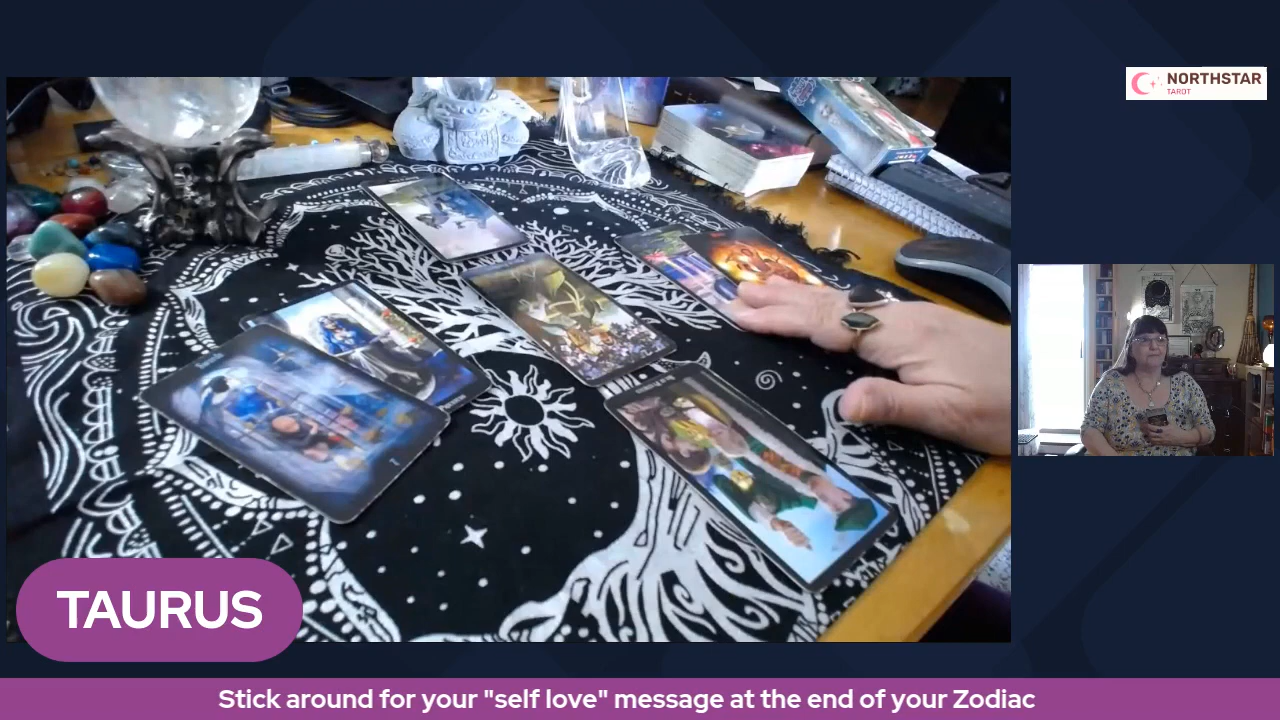 NORTHSTAR
TAROT
TAURUS
Stick around for your "self love" message at the end of your Zodiac